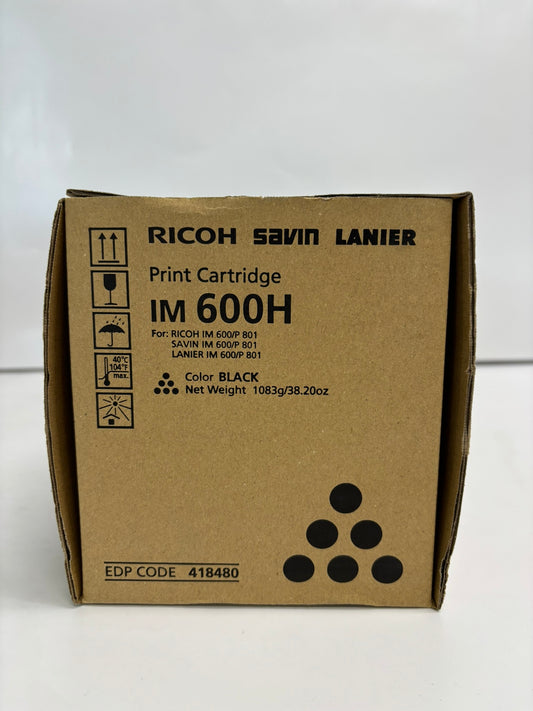 RICOH savin LANIER
Print Cartridge
IM 600H
For: RICOH IM 600/P 801
SAVIN IM 600/P 801
LANIER IM 600/P 801
40°C
104°F
max.
Color BLACK
Net Weight 1083g/38.20oz
EDP CODE 418480